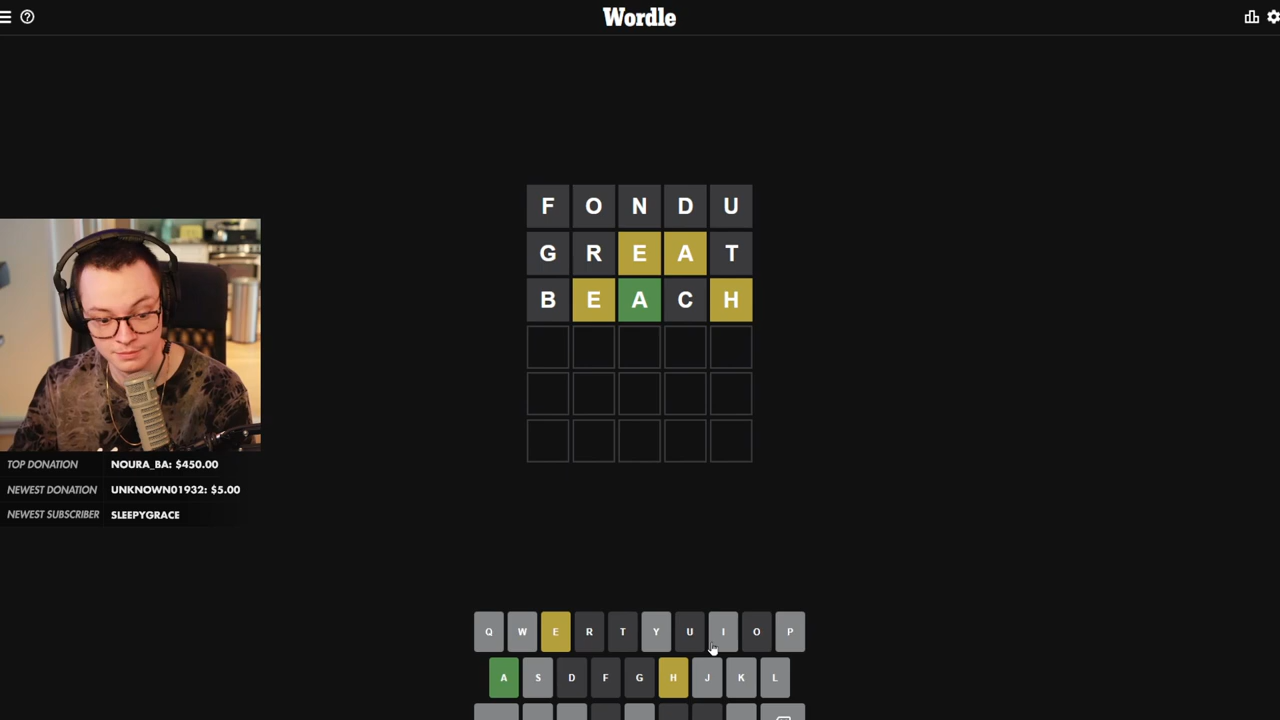 Wordle
F O N D U
G R E A T
B E A C H
TOP DONATION NOURA_BA: $450.00
NEWEST DONATION UNKNOWN01932: $5.00
NEWEST SUBSCRIBER SLEEPYGRACE
Q W E R T Y U I O P
A S D F G H J K L